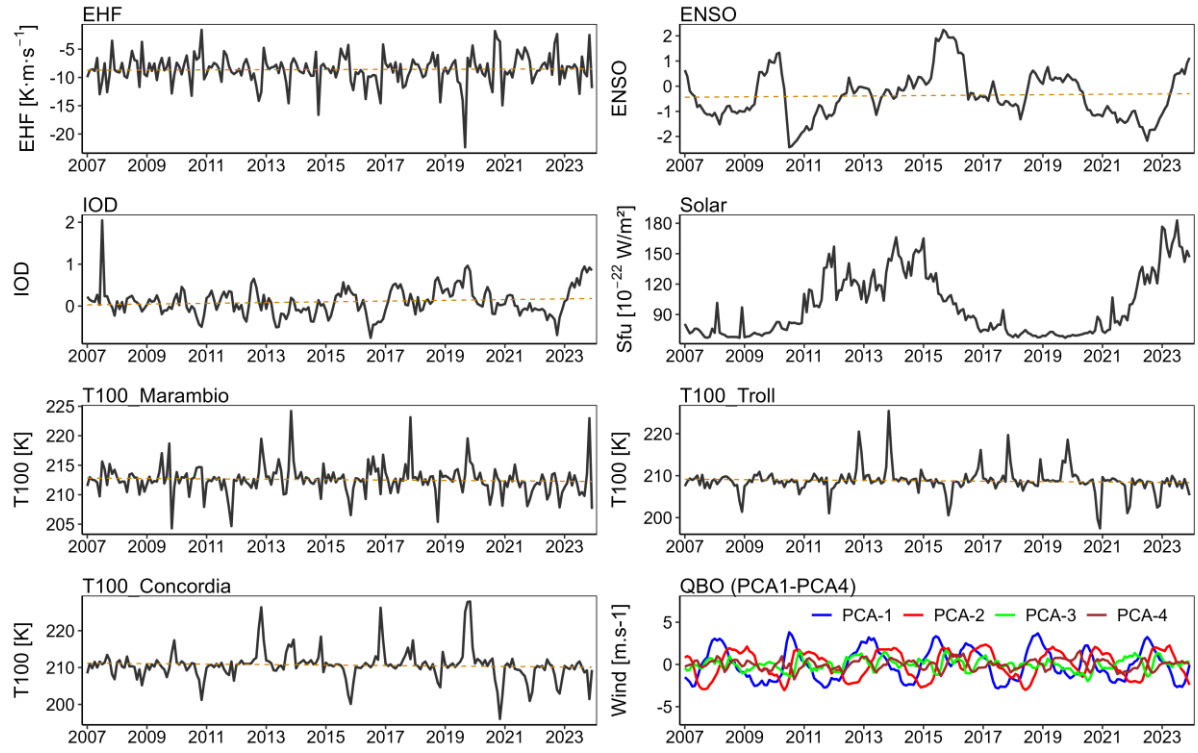 EHF
EHF [K·m·s⁻¹]
-5
-10
-15
-20
2007 2009 2011 2013 2015 2017 2019 2021 2023
ENSO
ENSO
2
1
0
-1
-2
2007 2009 2011 2013 2015 2017 2019 2021 2023
IOD
IOD
2
1
0
2007 2009 2011 2013 2015 2017 2019 2021 2023
Solar
Sfu [10⁻²² W/m²]
180
150
120
90
2007 2009 2011 2013 2015 2017 2019 2021 2023
T100_Marambio
T100 [K]
225
220
215
210
205
2007 2009 2011 2013 2015 2017 2019 2021 2023
T100_Troll
T100 [K]
220
210
200
2007 2009 2011 2013 2015 2017 2019 2021 2023
T100_Concordia
T100 [K]
220
210
200
2007 2009 2011 2013 2015 2017 2019 2021 2023
QBO (PCA1-PCA4)
PCA-1 PCA-2 PCA-3 PCA-4
Wind [m.s-1]
5
0
-5
2007 2009 2011 2013 2015 2017 2019 2021 2023